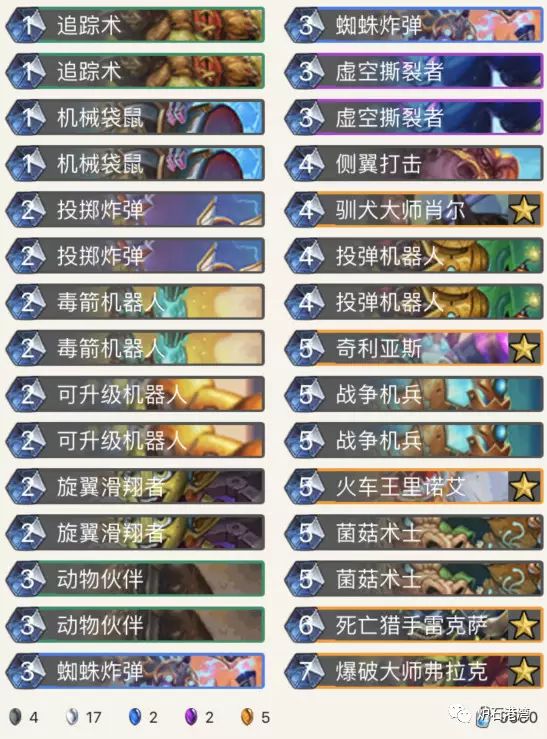 1 追踪术
1 追踪术
1 机械袋鼠
1 机械袋鼠
2 投掷炸弹
2 投掷炸弹
2 毒箭机器人
2 毒箭机器人
2 可升级机器人
2 可升级机器人
2 旋翼滑翔者
2 旋翼滑翔者
3 动物伙伴
3 动物伙伴
3 蜘蛛炸弹
3 蜘蛛炸弹
3 虚空撕裂者
3 虚空撕裂者
4 侧翼打击
4 驯犬大师肖尔
4 投弹机器人
4 投弹机器人
5 奇利亚斯
5 战争机兵
5 战争机兵
5 火车王里诺艾
5 菌菇术士
5 菌菇术士
6 死亡猎手雷克萨
7 爆破大师弗拉克
4 17 2 2 5